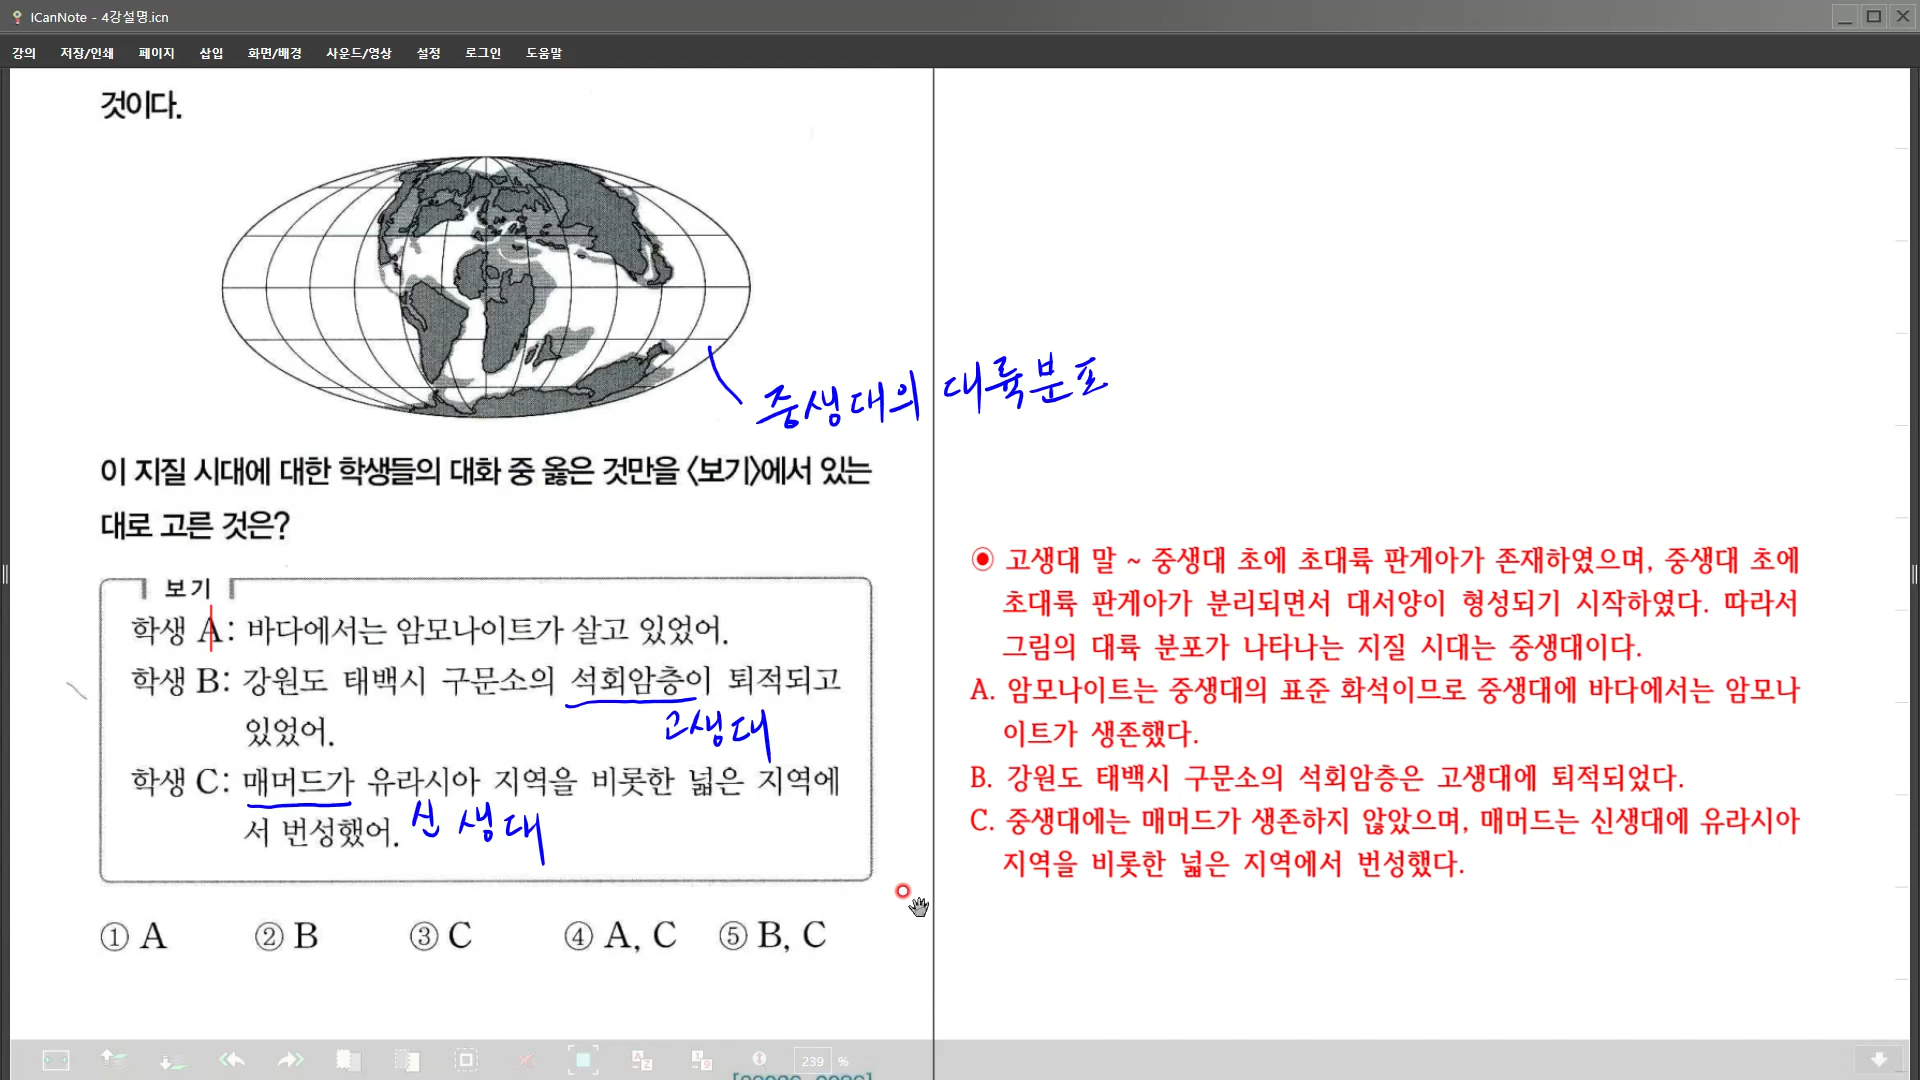 ICanNote - 4강설명.icn
강의 저장/인쇄 페이지 삽입 화면/배경 사운드/영상 설정 로그인 도움말
것이다.
중생대의 대륙분포
이 지질 시대에 대한 학생들의 대화 중 옳은 것만을 〈보기〉에서 있는
대로 고른 것은?
보기
학생 A: 바다에서는 암모나이트가 살고 있었어.
학생 B: 강원도 태백시 구문소의 석회암층이 퇴적되고
있었어.
고생대
학생 C: 매머드가 유라시아 지역을 비롯한 넓은 지역에
서 번성했어.
신생대
① A ② B ③ C ④ A, C ⑤ B, C
◉ 고생대 말 ~ 중생대 초에 초대륙 판게아가 존재하였으며, 중생대 초에
초대륙 판게아가 분리되면서 대서양이 형성되기 시작하였다. 따라서
그림의 대륙 분포가 나타나는 지질 시대는 중생대이다.
A. 암모나이트는 중생대의 표준 화석이므로 중생대에 바다에서는 암모나
이트가 생존했다.
B. 강원도 태백시 구문소의 석회암층은 고생대에 퇴적되었다.
C. 중생대에는 매머드가 생존하지 않았으며, 매머드는 신생대에 유라시아
지역을 비롯한 넓은 지역에서 번성했다.
239 %